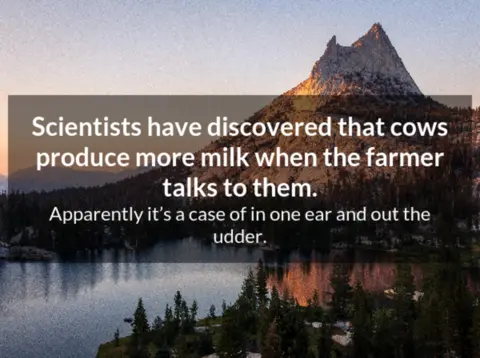 Scientists have discovered that cows
produce more milk when the farmer
talks to them.
Apparently it's a case of in one ear and out the
udder.